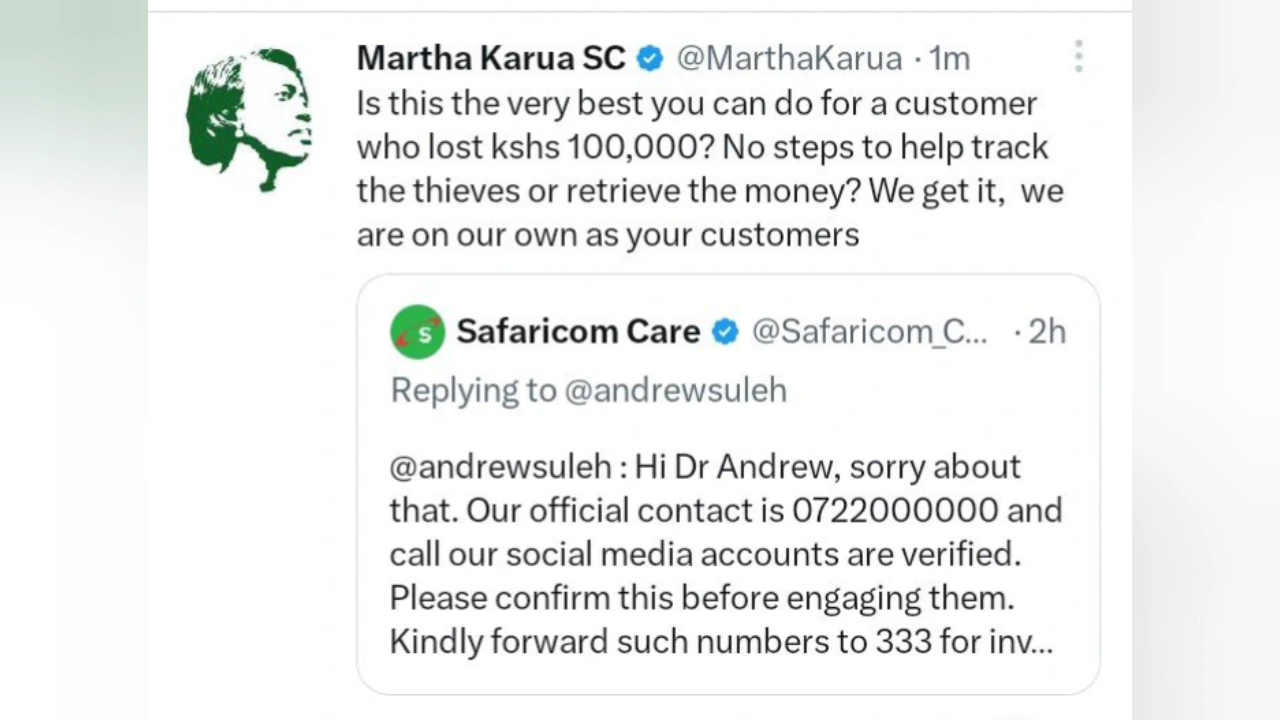 Martha Karua SC @MarthaKarua · 1m
Is this the very best you can do for a customer
who lost kshs 100,000? No steps to help track
the thieves or retrieve the money? We get it,  we
are on our own as your customers
S
Safaricom Care @Safaricom_C... · 2h
Replying to @andrewsuleh
@andrewsuleh : Hi Dr Andrew, sorry about
that. Our official contact is 0722000000 and
call our social media accounts are verified.
Please confirm this before engaging them.
Kindly forward such numbers to 333 for inv...